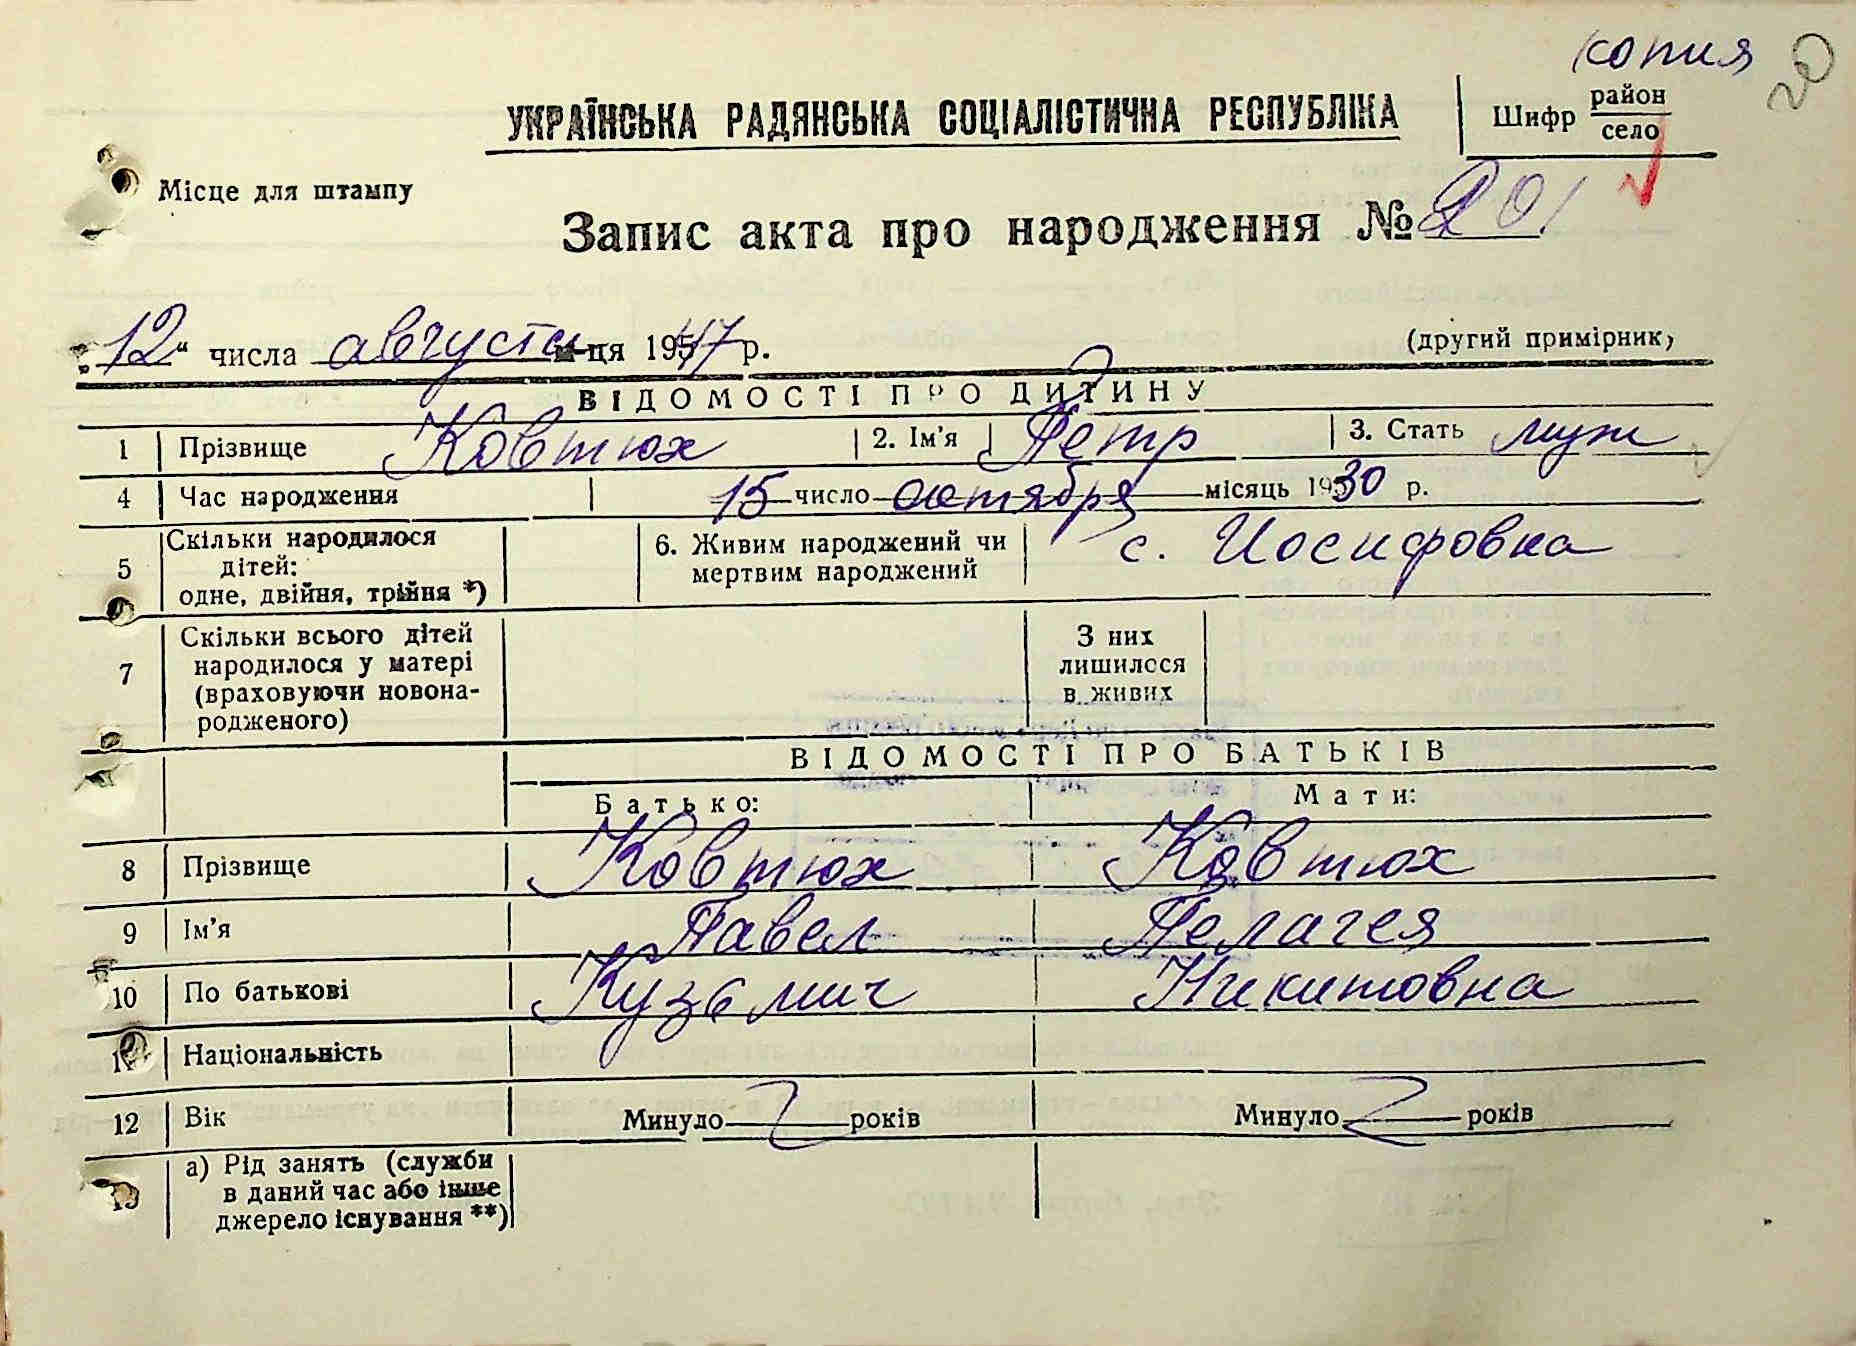 копия
20
УКРАЇНСЬКА РАДЯНСЬКА СОЦІАЛІСТИЧНА РЕСПУБЛІКА
Шифр район
село
Місце для штампу
Запис акта про народження № 201
"12" числа августа м-ця 1947 р. (другий примірник)
ВІДОМОСТІ ПРО ДИТИНУ
1 Прізвище Ковтюх 2. Ім'я Петр 3. Стать муж
4 Час народження 15 число октября місяць 1930 р.
5 Скільки народилося дітей: одне, двійня, трійня *) 6. Живим народжений чи мертвим народжений с. Иосифовка
7 Скільки всього дітей народилося у матері (враховуючи новонародженого) З них лишилося в живих
ВІДОМОСТІ ПРО БАТЬКІВ
Батько: Мати:
8 Прізвище Ковтюх Ковтюх
9 Ім'я Павел Пелагея
10 По батькові Кузьмич Никитовна
11 Національність
12 Вік Минуло років Минуло років
13 а) Рід занять (служби в даний час або інше джерело існування **)